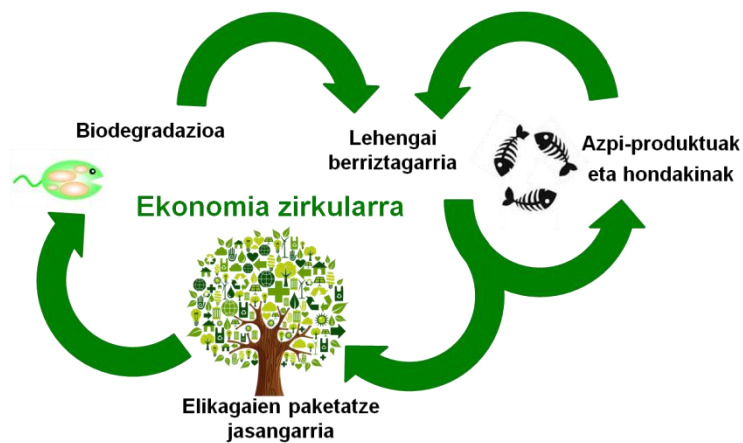 Biodegradazioa
Lehengai
berriztagarria
Azpi-produktuak
eta hondakinak
Ekonomia zirkularra
Elikagaien paketatze
jasangarria